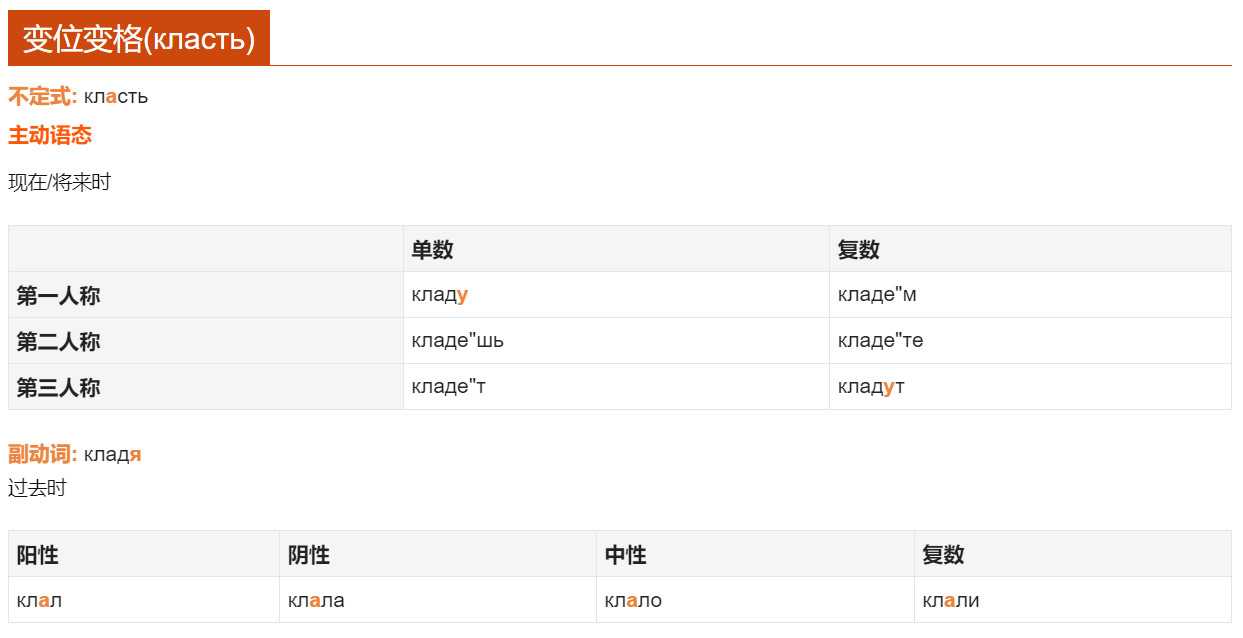 变位变格(класть)
不定式: класть
主动语态
现在/将来时
单数 复数
第一人称 кладу кладе"м
第二人称 кладе"шь кладе"те
第三人称 кладе"т кладут
副动词: кладя
过去时
阳性 阴性 中性 复数
клал клала клало клали